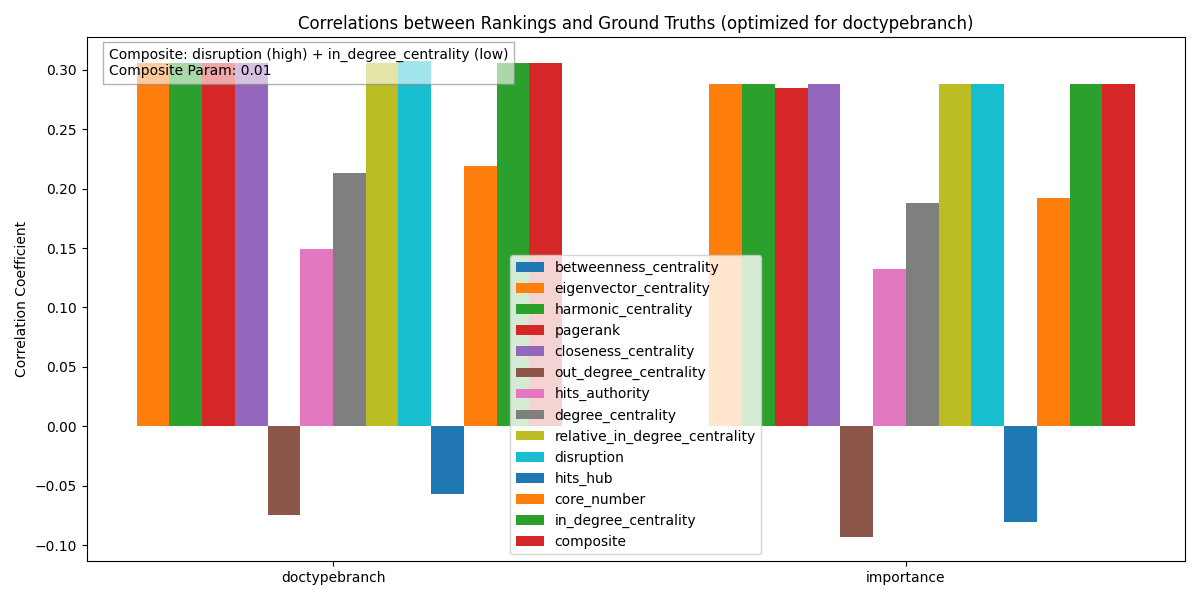 Correlations between Rankings and Ground Truths (optimized for doctypebranch)
Composite: disruption (high) + in_degree_centrality (low)
Composite Param: 0.01
Correlation Coefficient
0.30
0.25
0.20
0.15
0.10
0.05
0.00
−0.05
−0.10
betweenness_centrality
eigenvector_centrality
harmonic_centrality
pagerank
closeness_centrality
out_degree_centrality
hits_authority
degree_centrality
relative_in_degree_centrality
disruption
hits_hub
core_number
in_degree_centrality
composite
doctypebranch
importance